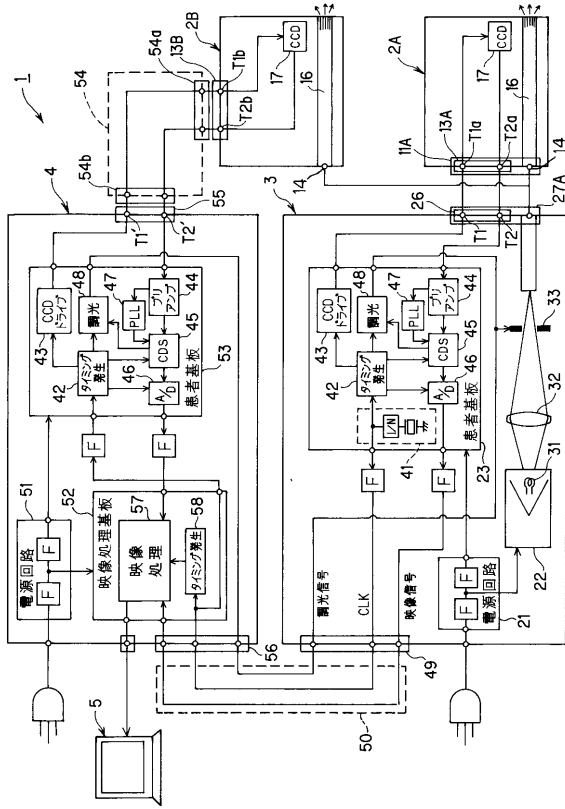 1
54
54a
13B
2B
T1b
17
CCD
T2b
16
14
54b
55
4
T1'
T2'
43
CCD
ドライブ
48
調光
47
PLL
プリ
アンプ
44
42
タイミング発生
CDS
45
46
A/D
53
患者基板
F
F
51
電源回路
F
F
52
映像処理基板
57
映像
処理
58
タイミング発生
56
5
50
49
3
2A
11A
13A
T1a
17
CCD
T2a
16
14
26
T1
T2
27A
43
CCD
ドライブ
48
調光
47
PLL
プリ
アンプ
44
42
タイミング発生
CDS
45
46
A/D
1/N
41
患者基板
23
F
F
調光信号
CLK
映像信号
電源回路
F
F
21
22
31
32
33